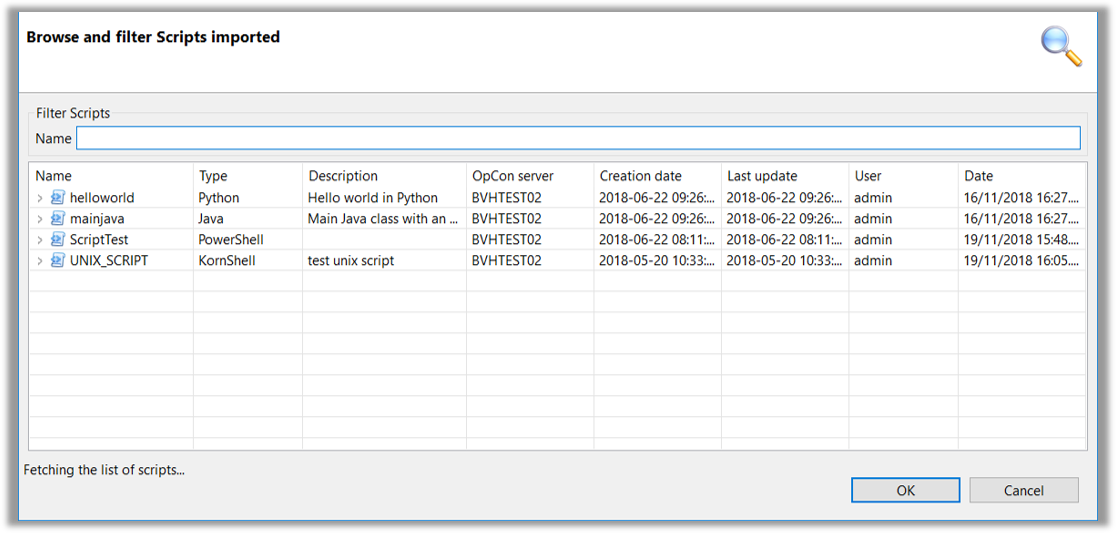 Browse and filter Scripts imported
Filter Scripts
Name
Name Type Description OpCon server Creation date Last update User Date
helloworld Python Hello world in Python BVHTEST02 2018-06-22 09:26:... 2018-06-22 09:26:... admin 16/11/2018 16:27....
mainjava Java Main Java class with an ... BVHTEST02 2018-06-22 09:26:... 2018-06-22 09:26:... admin 16/11/2018 16:27....
ScriptTest PowerShell BVHTEST02 2018-06-22 08:11:... 2018-06-22 08:11:... admin 19/11/2018 15:48....
UNIX_SCRIPT KornShell test unix script BVHTEST02 2018-05-20 10:33:... 2018-05-20 10:33:... admin 19/11/2018 16:05....
Fetching the list of scripts...
OK Cancel